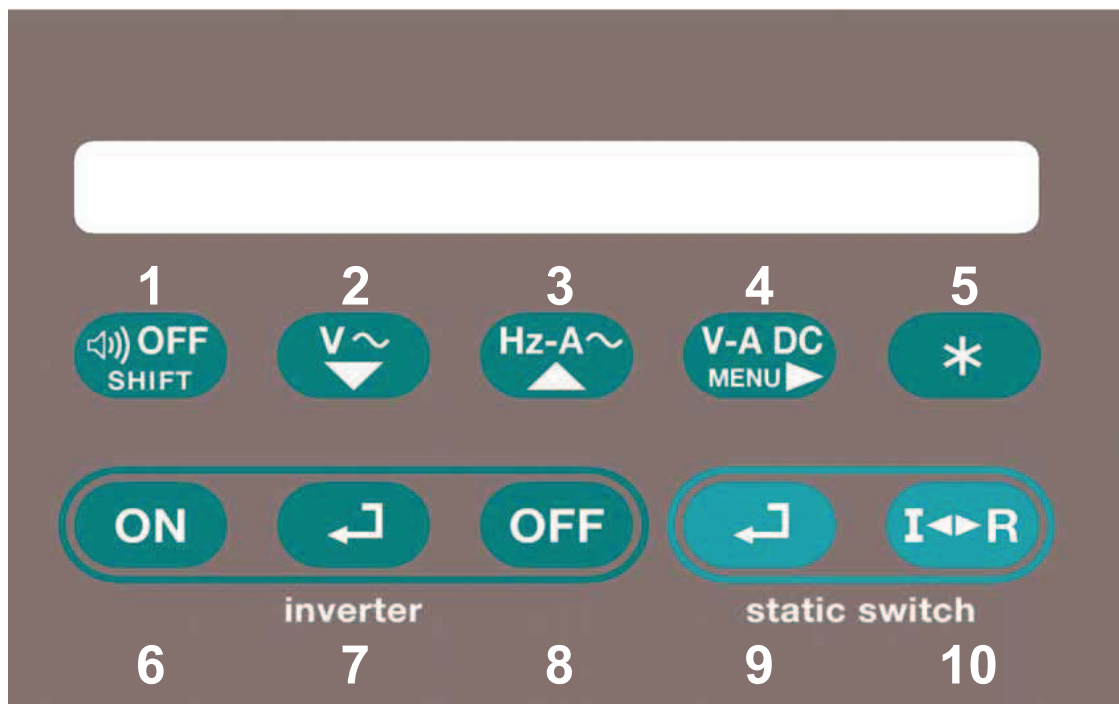 1 2 3 4 5
OFF V~ Hz-A~ V-A DC *
SHIFT MENU
ON OFF I◄►R
inverter static switch
6 7 8 9 10